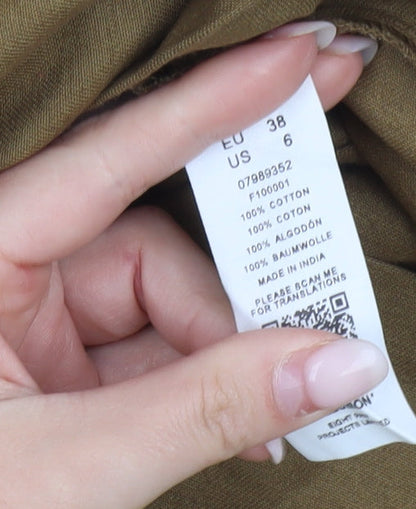 EU 38
US 6
07989352
F100001
100% COTTON
100% COTON
100% ALGODÓN
100% BAUMWOLLE
MADE IN INDIA
PLEASE SCAN ME
FOR TRANSLATIONS